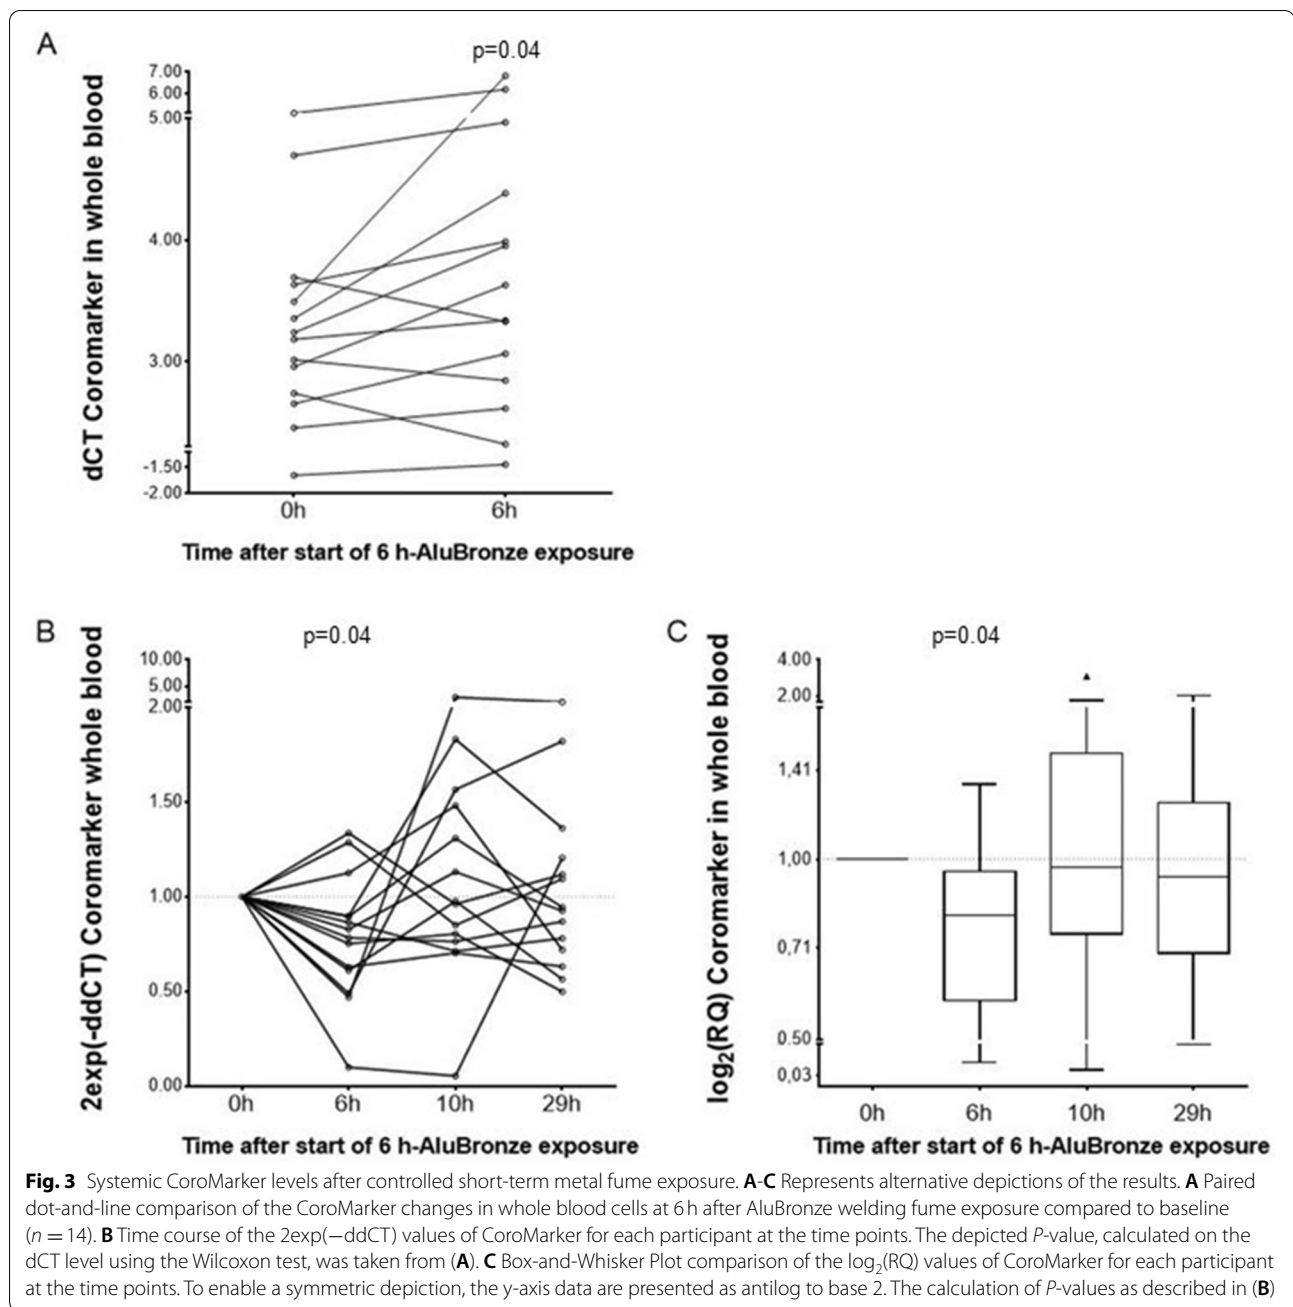 A
p=0.04
dCT Coromarker in whole blood
7.00
6.00
5.00
4.00
3.00
-1.50
-2.00
0h
6h
Time after start of 6 h-AluBronze exposure
B
p=0.04
2exp(-ddCT) Coromarker whole blood
10.00
5.00
2.00
1.50
1.00
0.50
0.00
0h
6h
10h
29h
Time after start of 6 h-AluBronze exposure
C
p=0.04
log2(RQ) Coromarker in whole blood
4.00
2.00
1,41
1,00
0,71
0.50
0,03
0h
6h
10h
29h
Time after start of 6 h-AluBronze exposure
Fig. 3 Systemic CoroMarker levels after controlled short-term metal fume exposure. A-C Represents alternative depictions of the results. A Paired
dot-and-line comparison of the CoroMarker changes in whole blood cells at 6 h after AluBronze welding fume exposure compared to baseline
(n = 14). B Time course of the 2exp(−ddCT) values of CoroMarker for each participant at the time points. The depicted P-value, calculated on the
dCT level using the Wilcoxon test, was taken from (A). C Box-and-Whisker Plot comparison of the log2(RQ) values of CoroMarker for each participant
at the time points. To enable a symmetric depiction, the y-axis data are presented as antilog to base 2. The calculation of P-values as described in (B)